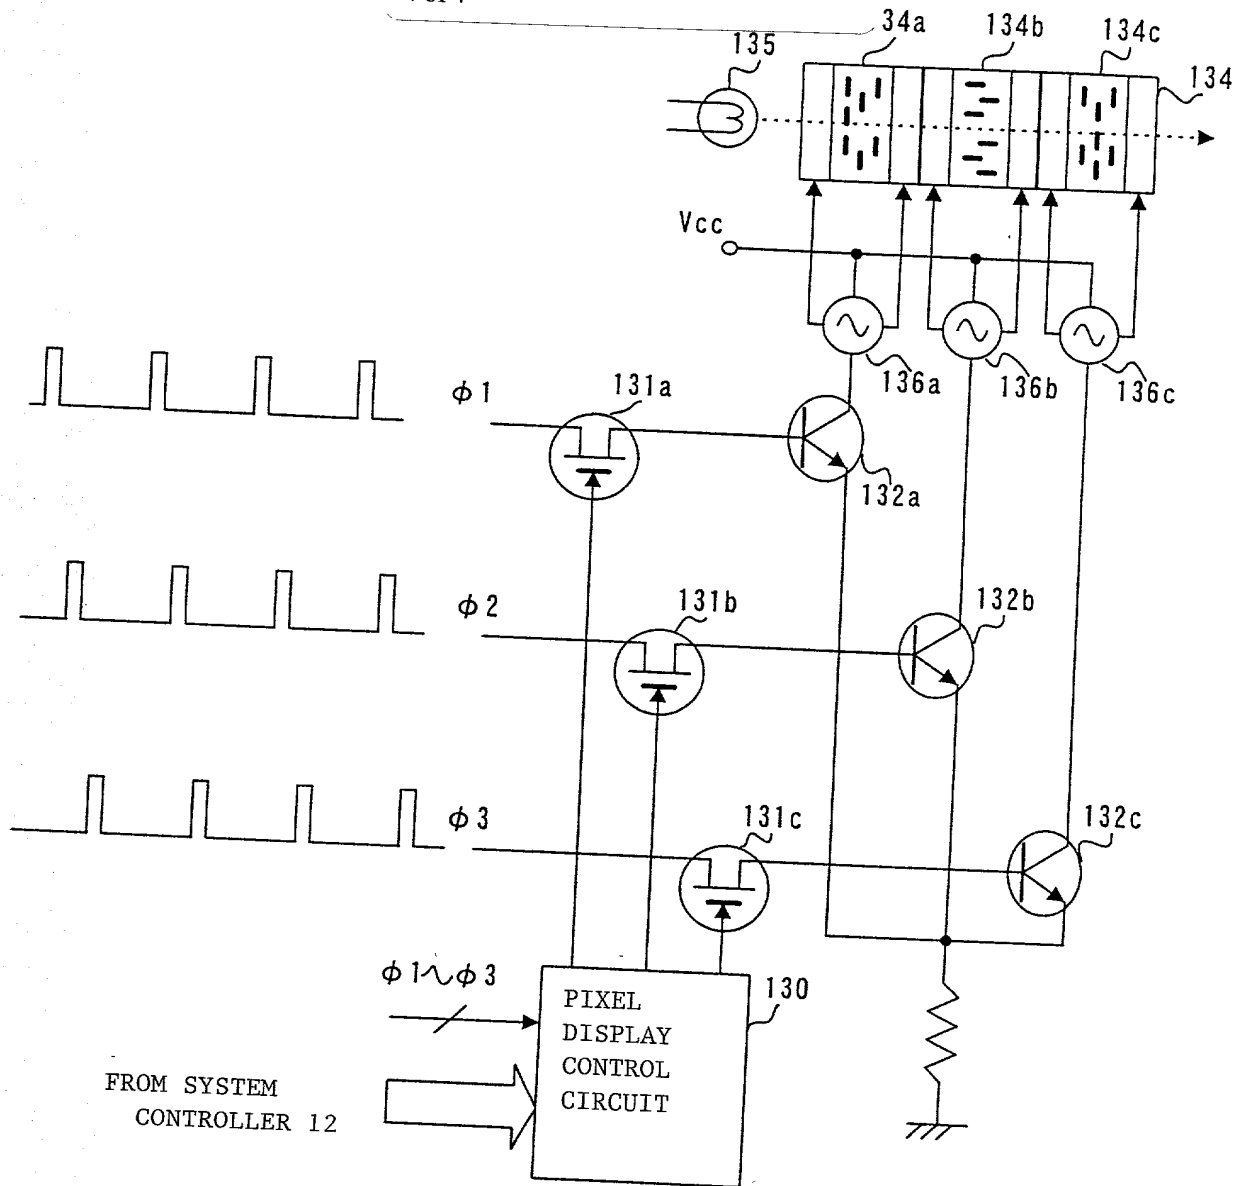 34a
134b
134c
135
134
Vcc
136a
136b
136c
ϕ1
131a
132a
ϕ2
131b
132b
ϕ3
131c
132c
ϕ1~ϕ3
130
PIXEL
DISPLAY
CONTROL
CIRCUIT
FROM SYSTEM
CONTROLLER 12